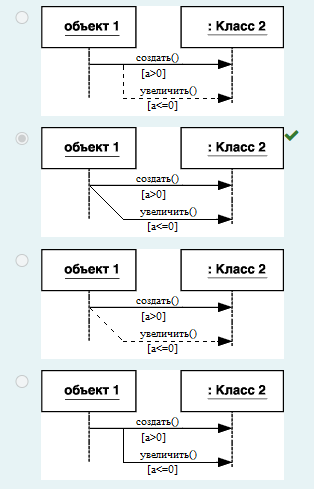 объект 1 : Класс 2
создать()
[a>0]
увеличить()
[a<=0]
объект 1 : Класс 2
создать()
[a>0]
увеличить()
[a<=0]
объект 1 : Класс 2
создать()
[a>0]
увеличить()
[a<=0]
объект 1 : Класс 2
создать()
[a>0]
увеличить()
[a<=0]